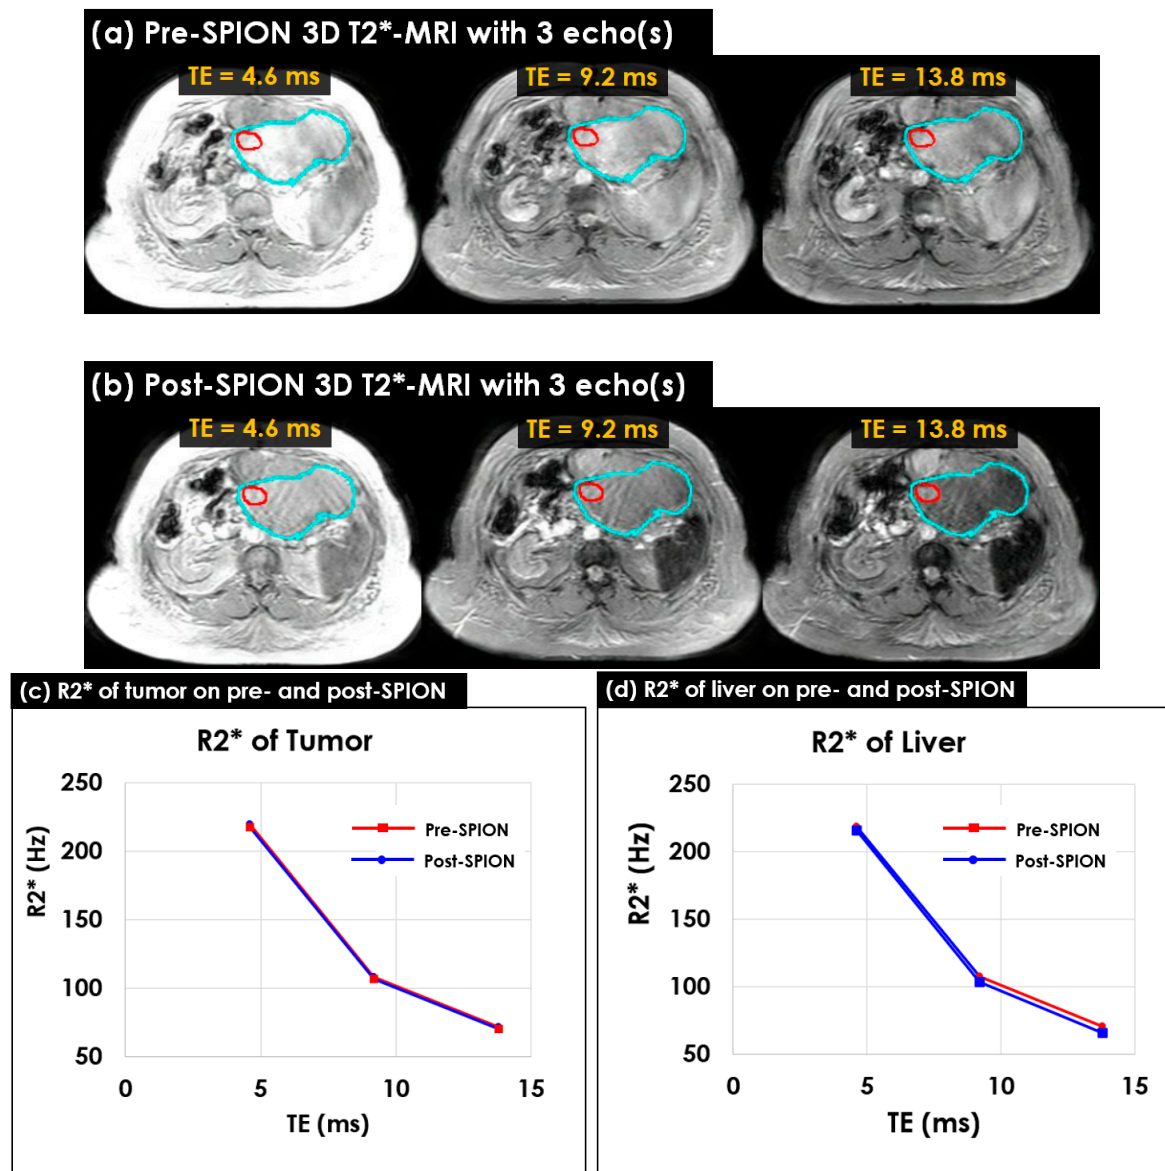 (a) Pre-SPION 3D T2*-MRI with 3 echo(s)
TE = 4.6 ms
TE = 9.2 ms
TE = 13.8 ms
(b) Post-SPION 3D T2*-MRI with 3 echo(s)
TE = 4.6 ms
TE = 9.2 ms
TE = 13.8 ms
(c) R2* of tumor on pre- and post-SPION
R2* of Tumor
250
200
150
100
50
0
5
10
15
R2* (Hz)
TE (ms)
Pre-SPION
Post-SPION
(d) R2* of liver on pre- and post-SPION
R2* of Liver
250
200
150
100
50
0
5
10
15
R2* (Hz)
TE (ms)
Pre-SPION
Post-SPION